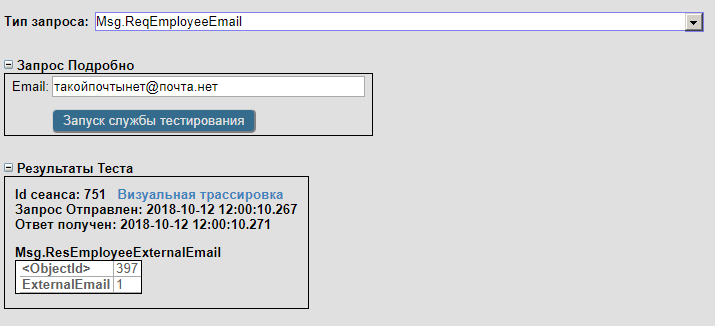 Тип запроса: Msg.ReqEmployeeEmail
Запрос Подробно
Email: такойпочтынет@почта.нет
Запуск службы тестирования
Результаты Теста
Id сеанса: 751 Визуальная трассировка
Запрос Отправлен: 2018-10-12 12:00:10.267
Ответ получен: 2018-10-12 12:00:10.271
Msg.ResEmployeeExternalEmail
<ObjectId> 397
ExternalEmail 1